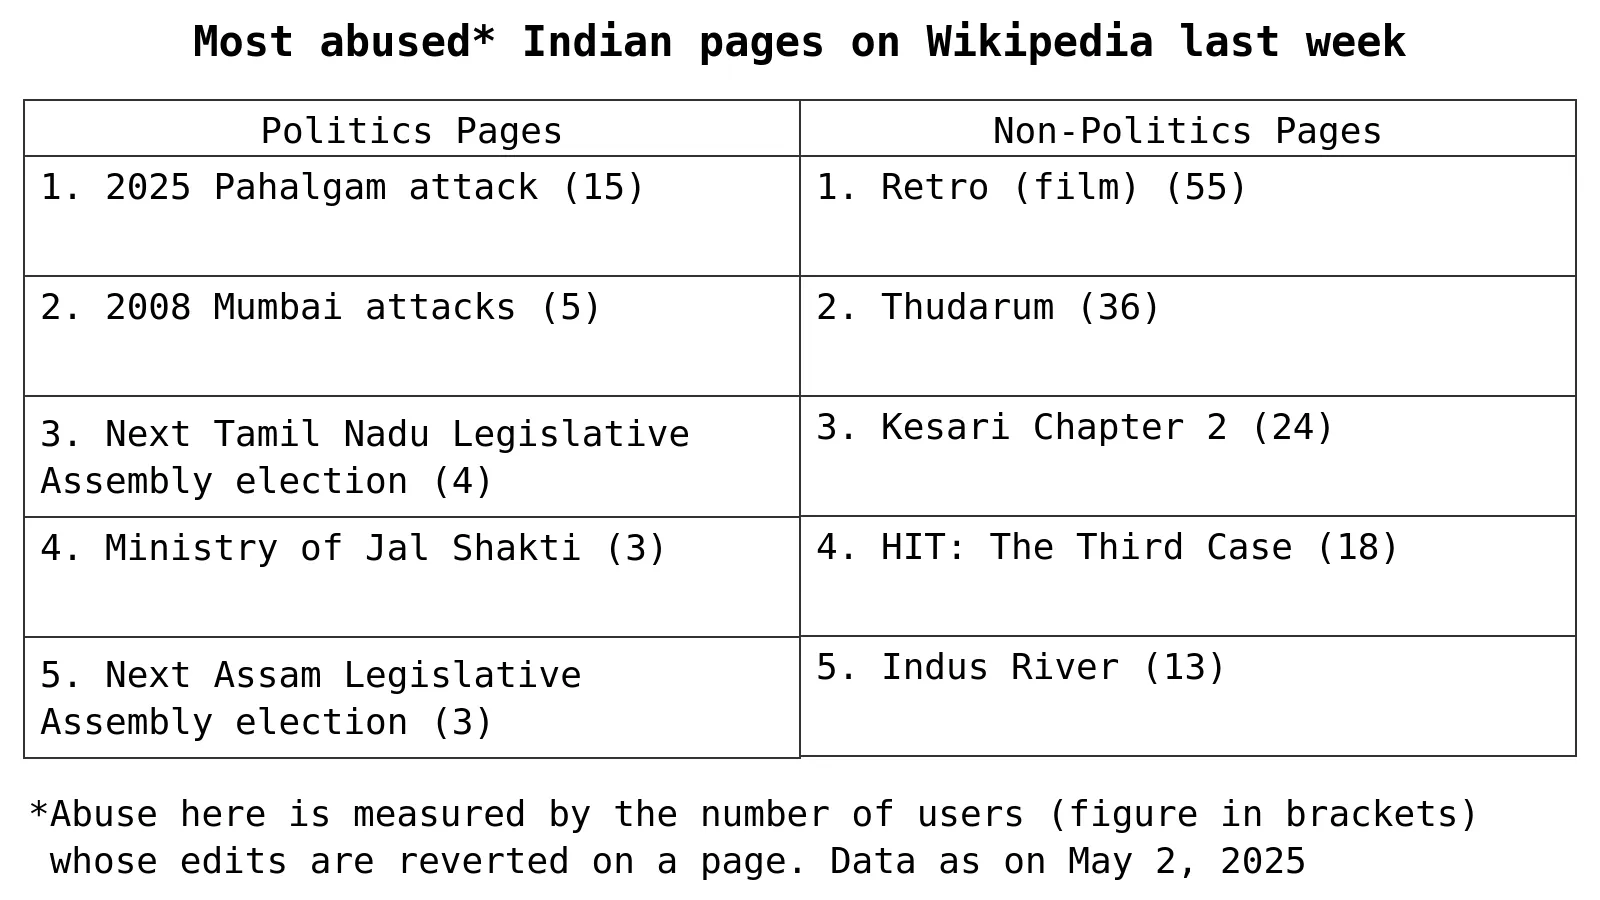 Most abused* Indian pages on Wikipedia last week
Politics Pages
Non-Politics Pages
1. 2025 Pahalgam attack (15)
1. Retro (film) (55)
2. 2008 Mumbai attacks (5)
2. Thudarum (36)
3. Next Tamil Nadu Legislative
Assembly election (4)
3. Kesari Chapter 2 (24)
4. Ministry of Jal Shakti (3)
4. HIT: The Third Case (18)
5. Next Assam Legislative
Assembly election (3)
5. Indus River (13)
*Abuse here is measured by the number of users (figure in brackets)
whose edits are reverted on a page. Data as on May 2, 2025